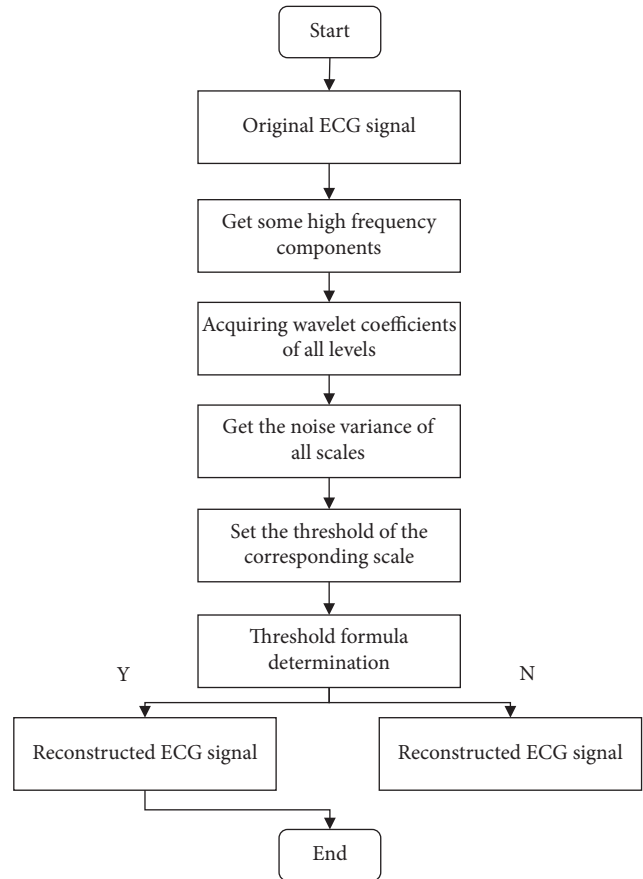 Start
Original ECG signal
Get some high frequency
components
Acquiring wavelet coefficients
of all levels
Get the noise variance of
all scales
Set the threshold of the
corresponding scale
Threshold formula
determination
Y
N
Reconstructed ECG signal
Reconstructed ECG signal
End